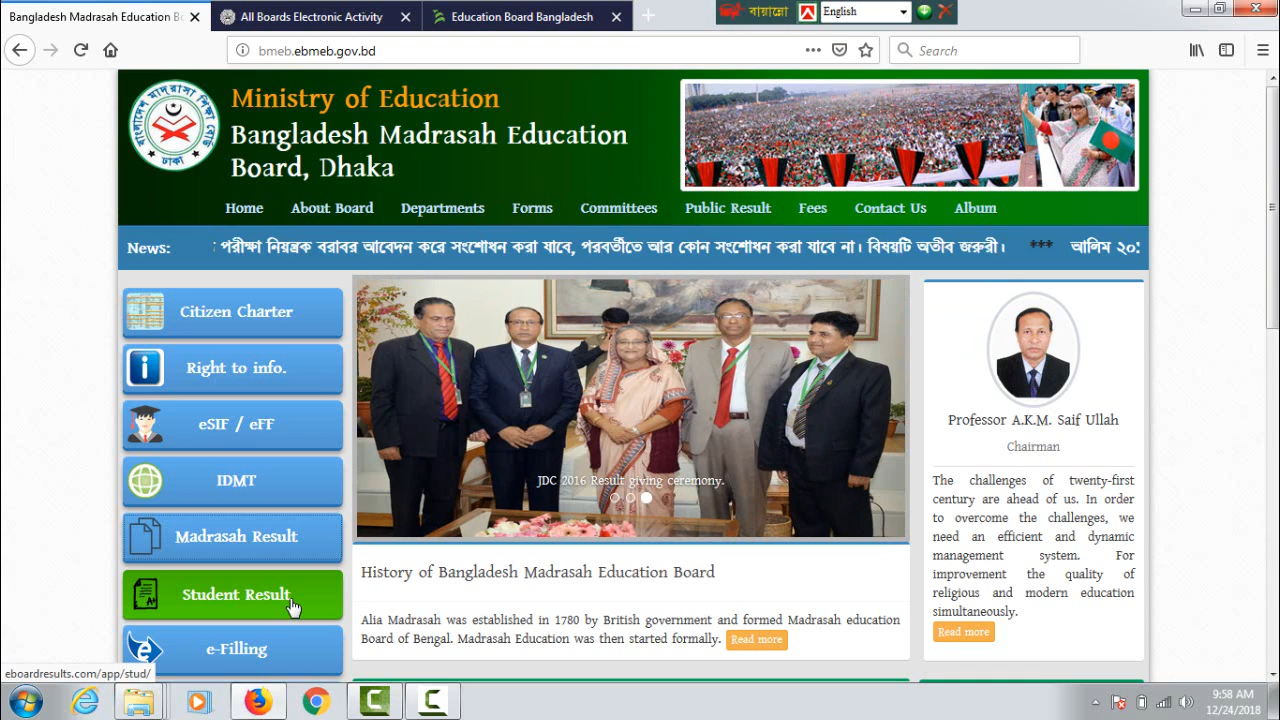 Bangladesh Madrasah Education B
All Boards Electronic Activity
Education Board Bangladesh
বায়ান্নো
English
bmeb.ebmeb.gov.bd
Search
বাংলাদেশ মাদরাসা শিক্ষা বোর্ড
ঢাকা
Ministry of Education
Bangladesh Madrasah Education
Board, Dhaka
Home About Board Departments Forms Committees Public Result Fees Contact Us Album
News: পরীক্ষা নিয়ন্ত্রক বরাবর আবেদন করে সংশোধন করা যাবে, পরবর্তীতে আর কোন সংশোধন করা যাবে না। বিষয়টি অতীব জরুরী। *** আলিম
Citizen Charter
Right to info.
eSIF / eFF
IDMT
Madrasah Result
Student Result
e-Filling
JDC 2016 Result giving ceremony.
History of Bangladesh Madrasah Education Board
Alia Madrasah was established in 1780 by British government and formed Madrasah education
Board of Bengal. Madrasah Education was then started formally. Read more
Professor A.K.M. Saif Ullah
Chairman
The challenges of twenty-first
century are ahead of us. In order
to overcome the challenges, we
need an efficient and dynamic
management system. For
improvement the quality of
religious and modern education
simultaneously.
Read more
eboardresults.com/app/stud/
9:58 AM
12/24/2018